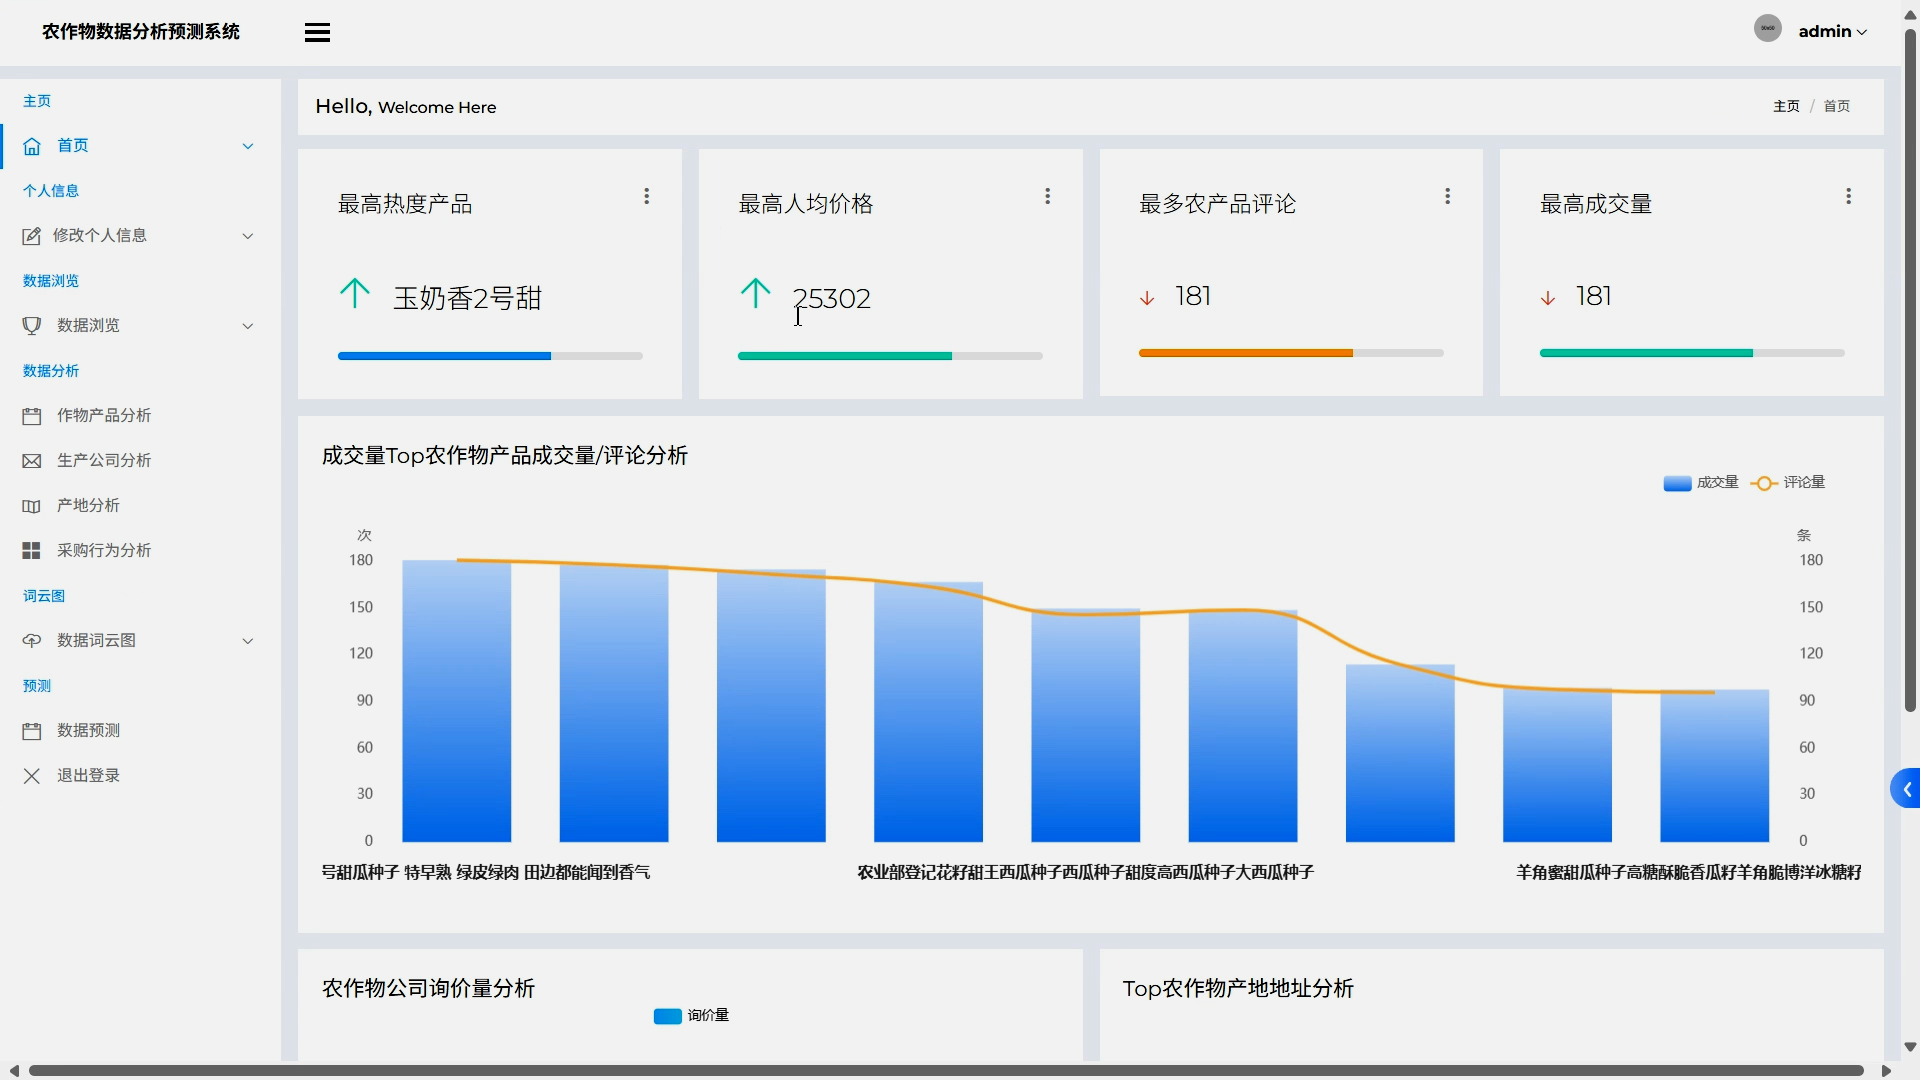 农作物数据分析预测系统
admin
主页
首页
个人信息
修改个人信息
数据浏览
数据浏览
数据分析
作物产品分析
生产公司分析
产地分析
采购行为分析
词云图
数据词云图
预测
数据预测
退出登录
Hello, Welcome Here
主页 / 首页
最高热度产品
玉奶香2号甜
最高人均价格
25302
最多农产品评论
181
最高成交量
181
成交量Top农作物产品成交量/评论分析
成交量 评论量
次
180
150
120
90
60
30
0
条
180
150
120
90
60
30
0
号甜瓜种子 特早熟 绿皮绿肉 田边都能闻到香气
农业部登记花籽甜王西瓜种子西瓜种子甜度高西瓜种子大西瓜种子
羊角蜜甜瓜种子高糖酥脆香瓜籽羊角脆博洋冰糖籽
农作物公司询价量分析
询价量
Top农作物产地地址分析